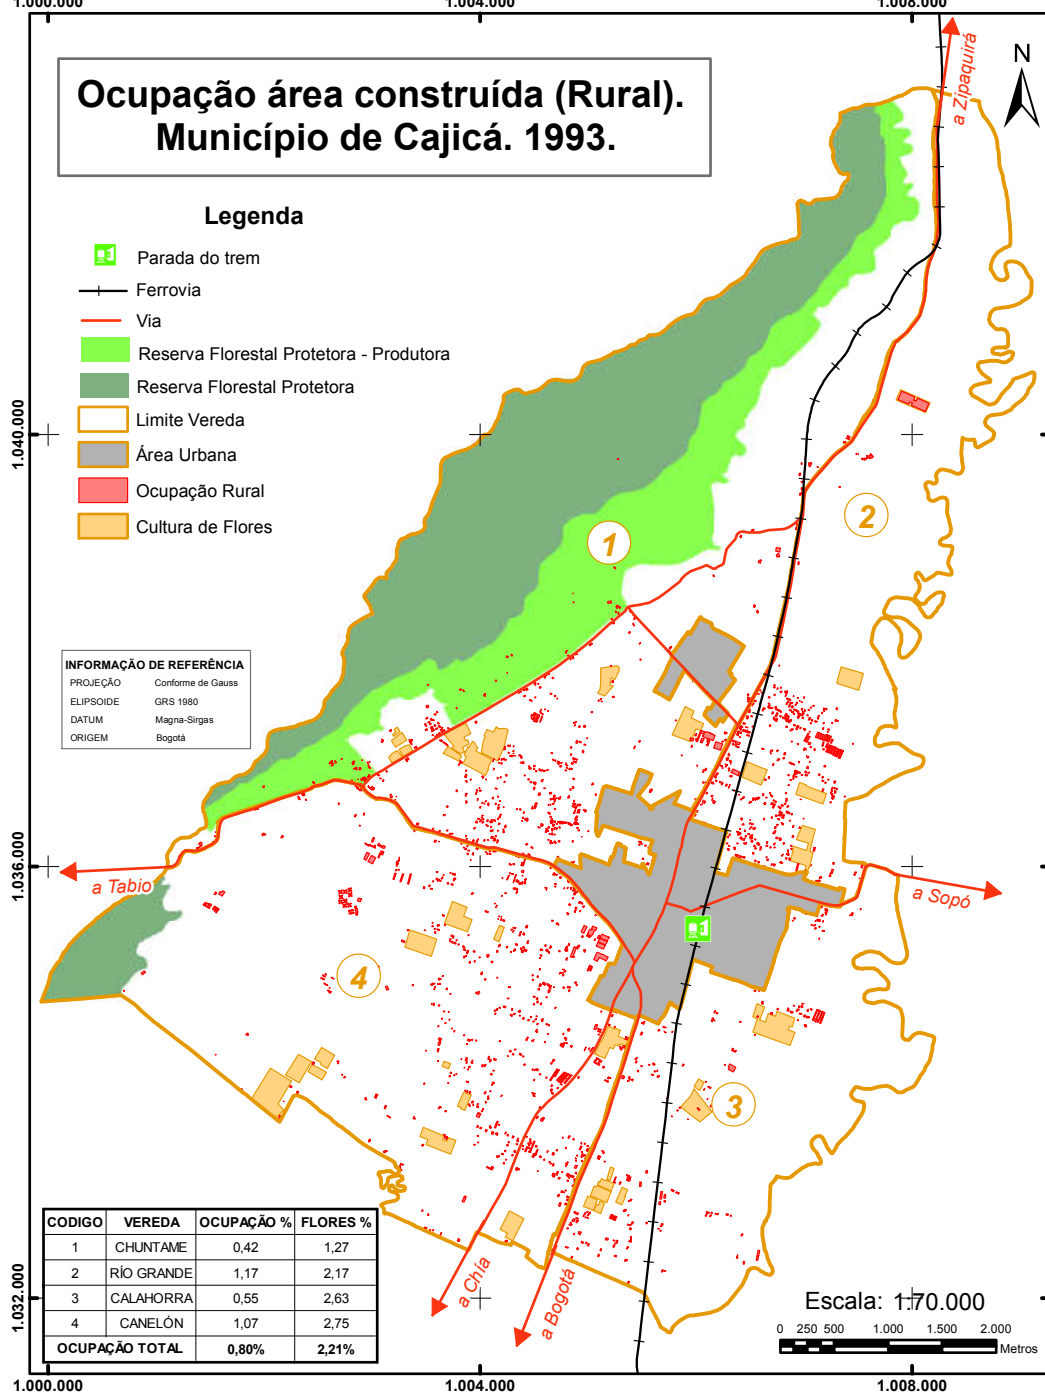 1.000.000
1.004.000
1.008.000
Ocupação área construída (Rural).
Município de Cajicá. 1993.
N
a Zipaquirá
Legenda
Parada do trem
Ferrovia
Via
Reserva Florestal Protetora - Produtora
Reserva Florestal Protetora
Limite Vereda
Área Urbana
Ocupação Rural
Cultura de Flores
1.040.000
1
2
INFORMAÇÃO DE REFERÊNCIA
PROJEÇÃO Conforme de Gauss
ELIPSOIDE GRS 1980
DATUM Magna-Sirgas
ORIGEM Bogotá
1.036.000
a Tabio
a Sopó
4
3
CODIGO VEREDA OCUPAÇÃO % FLORES %
1 CHUNTAME 0,42 1,27
2 RÍO GRANDE 1,17 2,17
3 CALAHORRA 0,55 2,63
4 CANELÓN 1,07 2,75
OCUPAÇÃO TOTAL 0,80% 2,21%
1.032.000
a Chía
a Bogotá
Escala: 1:70.000
0 250 500 1.000 1.500 2.000
Metros
1.000.000
1.004.000
1.008.000